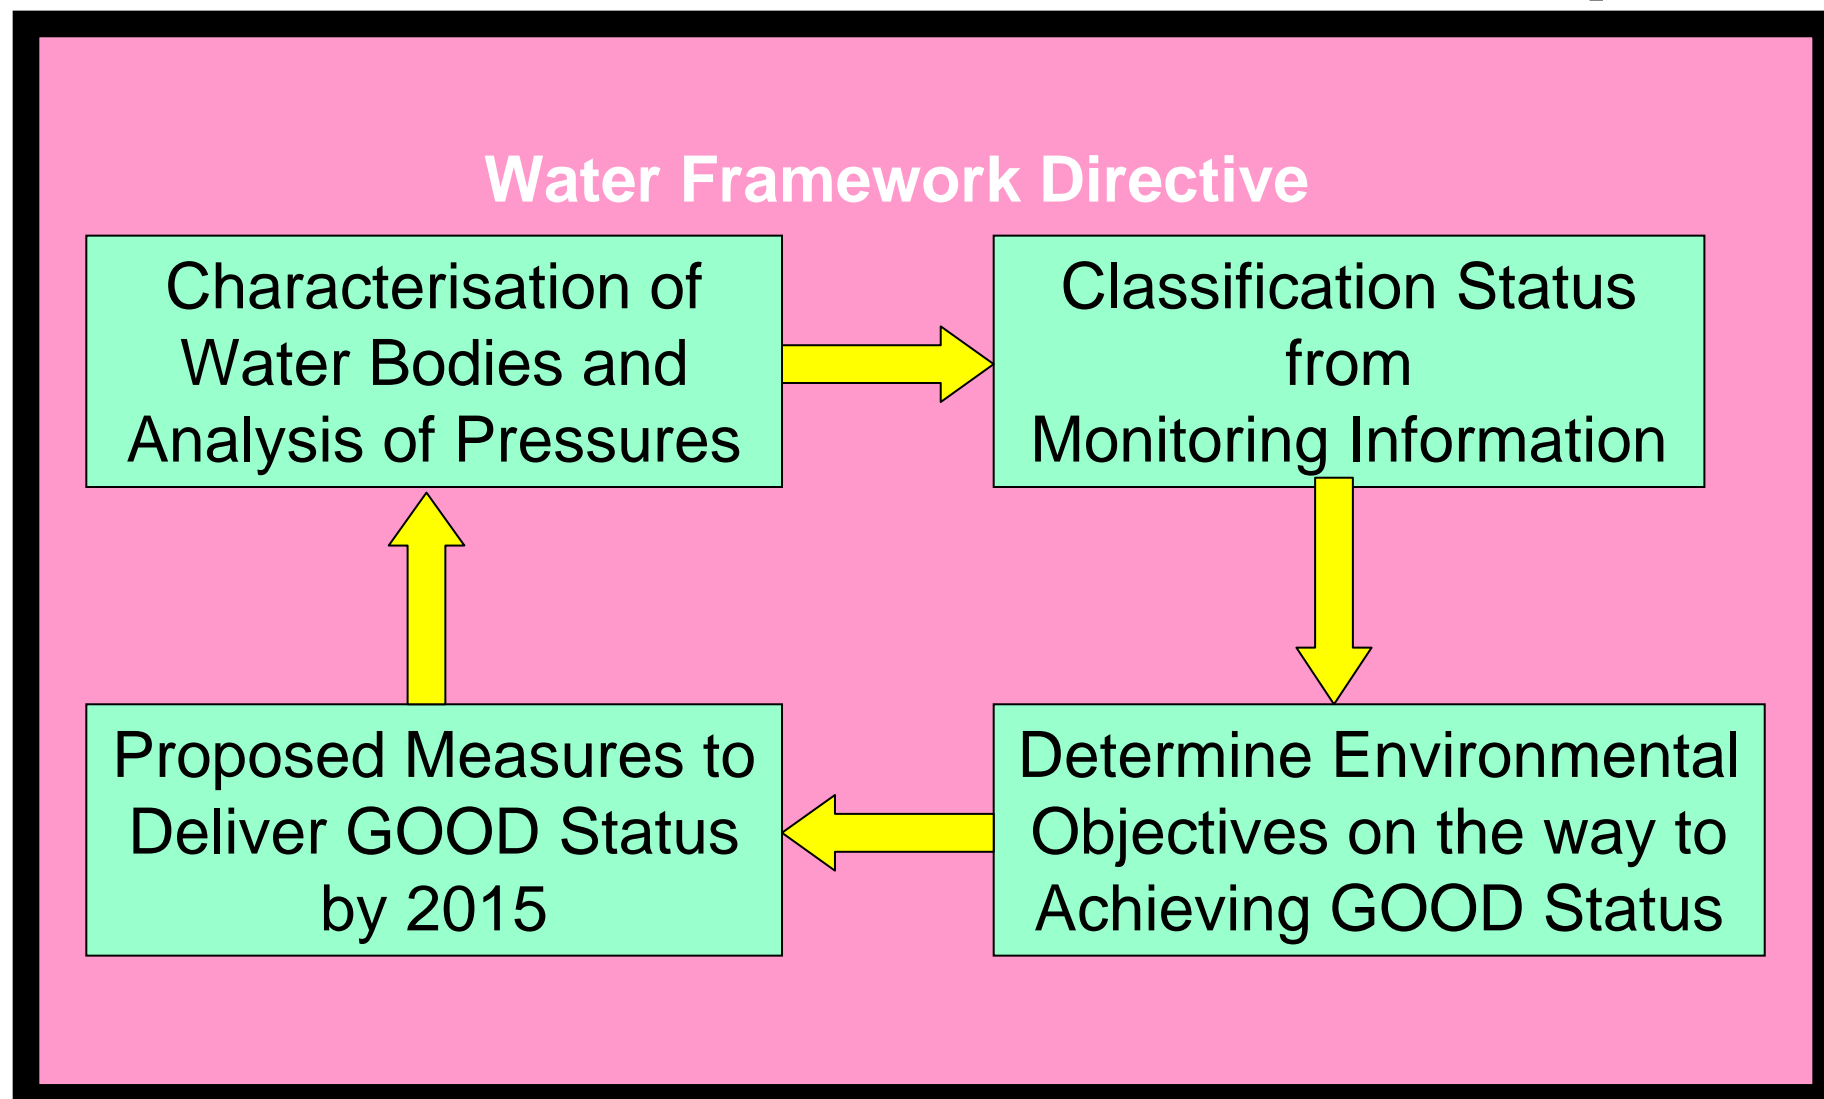 Water Framework Directive
Characterisation of
Water Bodies and
Analysis of Pressures
Classification Status
from
Monitoring Information
Proposed Measures to
Deliver GOOD Status
by 2015
Determine Environmental
Objectives on the way to
Achieving GOOD Status